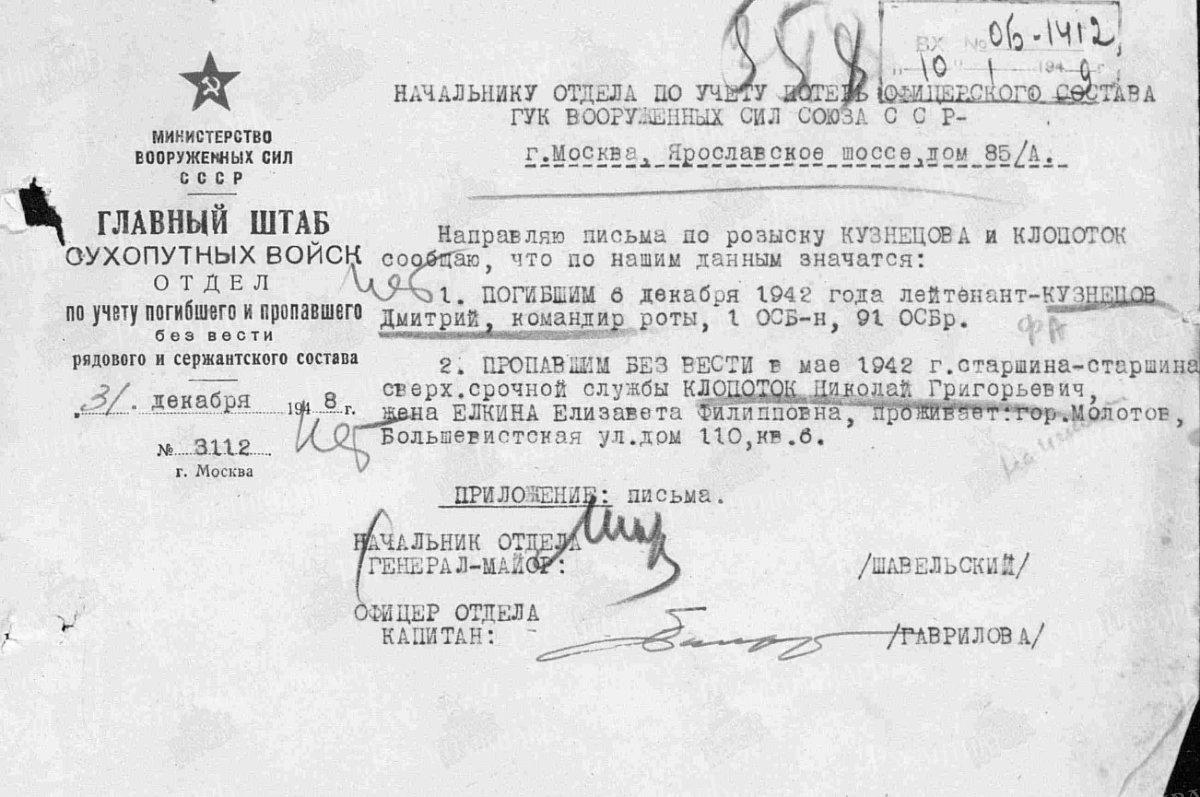 358
ВХ № 06-1412
"10" 1 1949 г.
МИНИСТЕРСТВО
ВООРУЖЕННЫХ СИЛ
СССР
ГЛАВНЫЙ ШТАБ
СУХОПУТНЫХ ВОЙСК
ОТДЕЛ
по учету погибшего и пропавшего
без вести
рядового и сержантского состава
"31". декабря 1948 г.
№ 3112
г. Москва
НАЧАЛЬНИКУ ОТДЕЛА ПО УЧЕТУ ПОТЕРЬ ОФИЦЕРСКОГО СОСТАВА
ГУК ВООРУЖЕННЫХ СИЛ СОЮЗА С С Р-
г.Москва, Ярославское шоссе,дом 85/А.
Направляю письма по розыску КУЗНЕЦОВА и КЛОПОТОК
сообщаю, что по нашим данным значатся:
1. ПОГИБШИМ 6 декабря 1942 года лейтенант-КУЗНЕЦОВ
Дмитрий, командир роты, 1 ОСБ-н, 91 ОСБр.
2. ПРОПАВШИМ БЕЗ ВЕСТИ в мае 1942 г.старшина-старшина
сверх.срочной службы КЛОПОТОК Николай Григорьевич,
жена ЕЛКИНА Елизавета Филипповна, проживает:гор.Молотов,
Большевистская ул.дом 110,кв.6.
ПРИЛОЖЕНИЕ: письма.
НАЧАЛЬНИК ОТДЕЛА
ГЕНЕРАЛ-МАЙОР: /ШАВЕЛЬСКИЙ/
ОФИЦЕР ОТДЕЛА
КАПИТАН: /ГАВРИЛОВА/